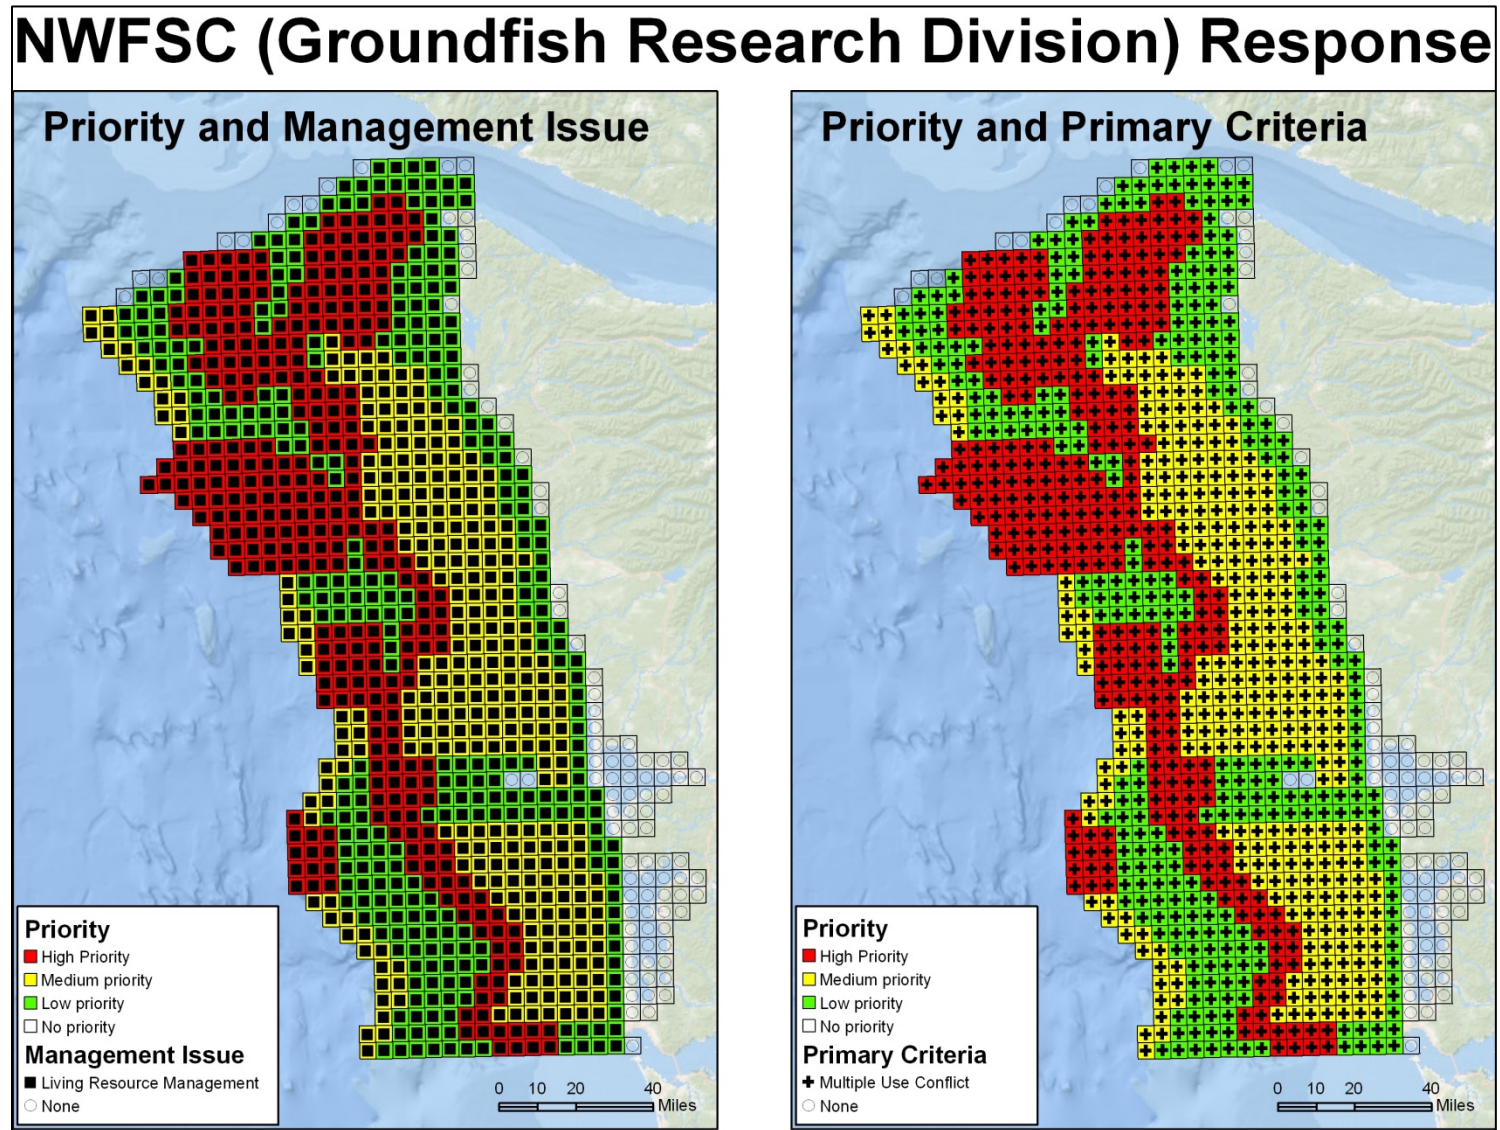 NWFSC (Groundfish Research Division) Response
Priority and Management Issue
Priority
High Priority
Medium priority
Low priority
No priority
Management Issue
Living Resource Management
None
0 10 20 40
Miles
Priority and Primary Criteria
Priority
High Priority
Medium priority
Low priority
No priority
Primary Criteria
Multiple Use Conflict
None
0 10 20 40
Miles